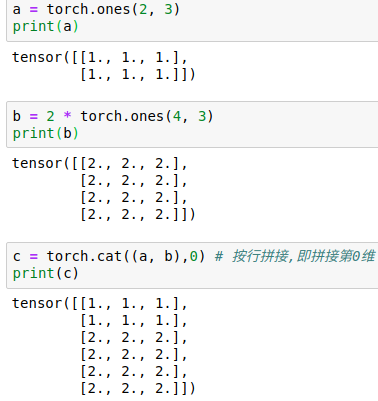 a = torch.ones(2, 3)
print(a)
tensor([[1., 1., 1.],
        [1., 1., 1.]])
b = 2 * torch.ones(4, 3)
print(b)
tensor([[2., 2., 2.],
        [2., 2., 2.],
        [2., 2., 2.],
        [2., 2., 2.]])
c = torch.cat((a, b),0) # 按行拼接,即拼接第0维
print(c)
tensor([[1., 1., 1.],
        [1., 1., 1.],
        [2., 2., 2.],
        [2., 2., 2.],
        [2., 2., 2.],
        [2., 2., 2.]])